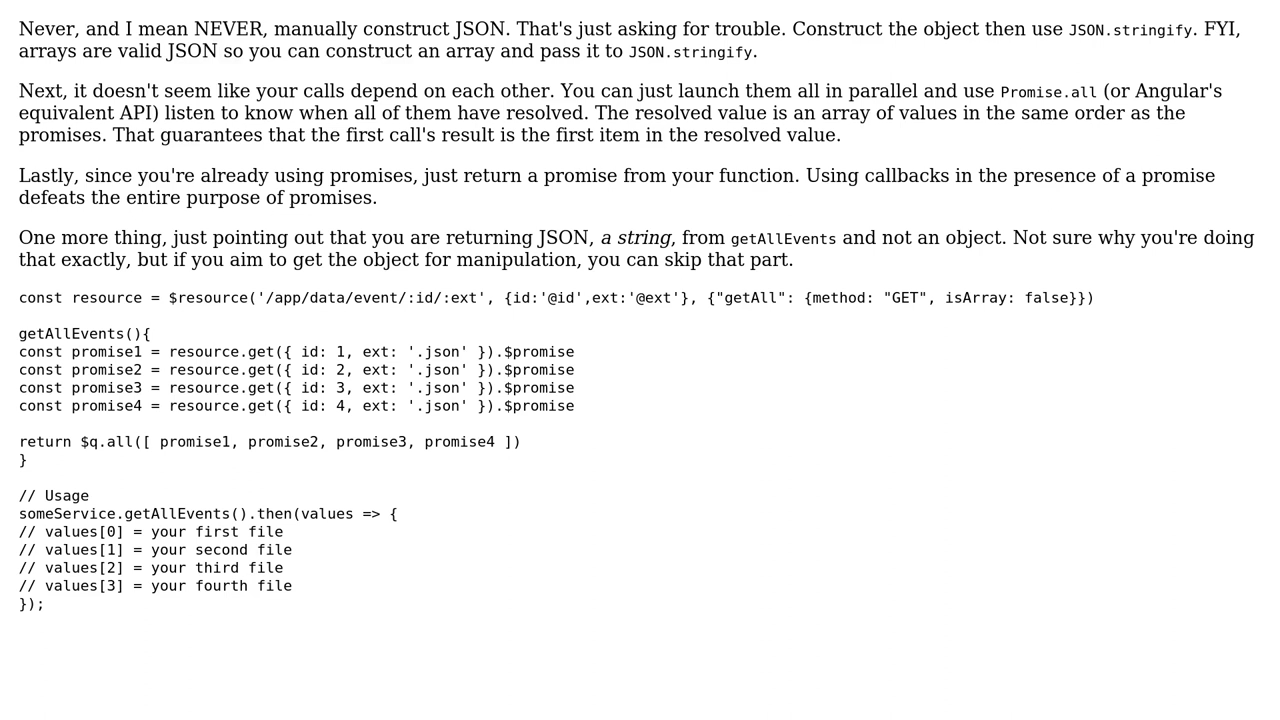 Never, and I mean NEVER, manually construct JSON. That's just asking for trouble. Construct the object then use JSON.stringify. FYI,
arrays are valid JSON so you can construct an array and pass it to JSON.stringify.
Next, it doesn't seem like your calls depend on each other. You can just launch them all in parallel and use Promise.all (or Angular's
equivalent API) listen to know when all of them have resolved. The resolved value is an array of values in the same order as the
promises. That guarantees that the first call's result is the first item in the resolved value.
Lastly, since you're already using promises, just return a promise from your function. Using callbacks in the presence of a promise
defeats the entire purpose of promises.
One more thing, just pointing out that you are returning JSON, a string, from getAllEvents and not an object. Not sure why you're doing
that exactly, but if you aim to get the object for manipulation, you can skip that part.
const resource = $resource('/app/data/event/:id/:ext', {id:'@id',ext:'@ext'}, {"getAll": {method: "GET", isArray: false}})
getAllEvents(){
const promise1 = resource.get({ id: 1, ext: '.json' }).$promise
const promise2 = resource.get({ id: 2, ext: '.json' }).$promise
const promise3 = resource.get({ id: 3, ext: '.json' }).$promise
const promise4 = resource.get({ id: 4, ext: '.json' }).$promise
return $q.all([ promise1, promise2, promise3, promise4 ])
}
// Usage
someService.getAllEvents().then(values => {
// values[0] = your first file
// values[1] = your second file
// values[2] = your third file
// values[3] = your fourth file
});